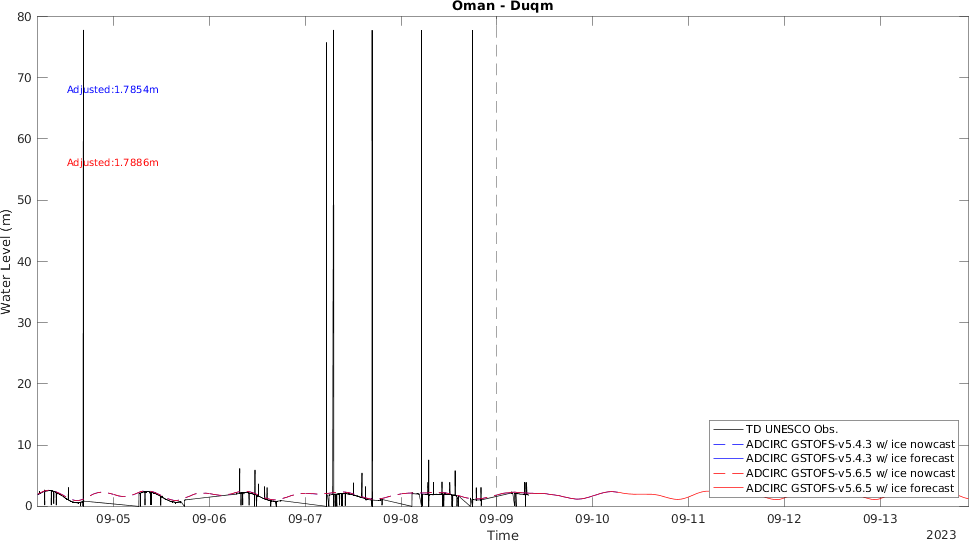 Oman - Duqm
80
70
60
50
40
30
20
10
0
Water Level (m)
Adjusted:1.7854m
Adjusted:1.7886m
TD UNESCO Obs.
ADCIRC GSTOFS-v5.4.3 w/ ice nowcast
ADCIRC GSTOFS-v5.4.3 w/ ice forecast
ADCIRC GSTOFS-v5.6.5 w/ ice nowcast
ADCIRC GSTOFS-v5.6.5 w/ ice forecast
09-05 09-06 09-07 09-08 09-09 09-10 09-11 09-12 09-13
Time
2023